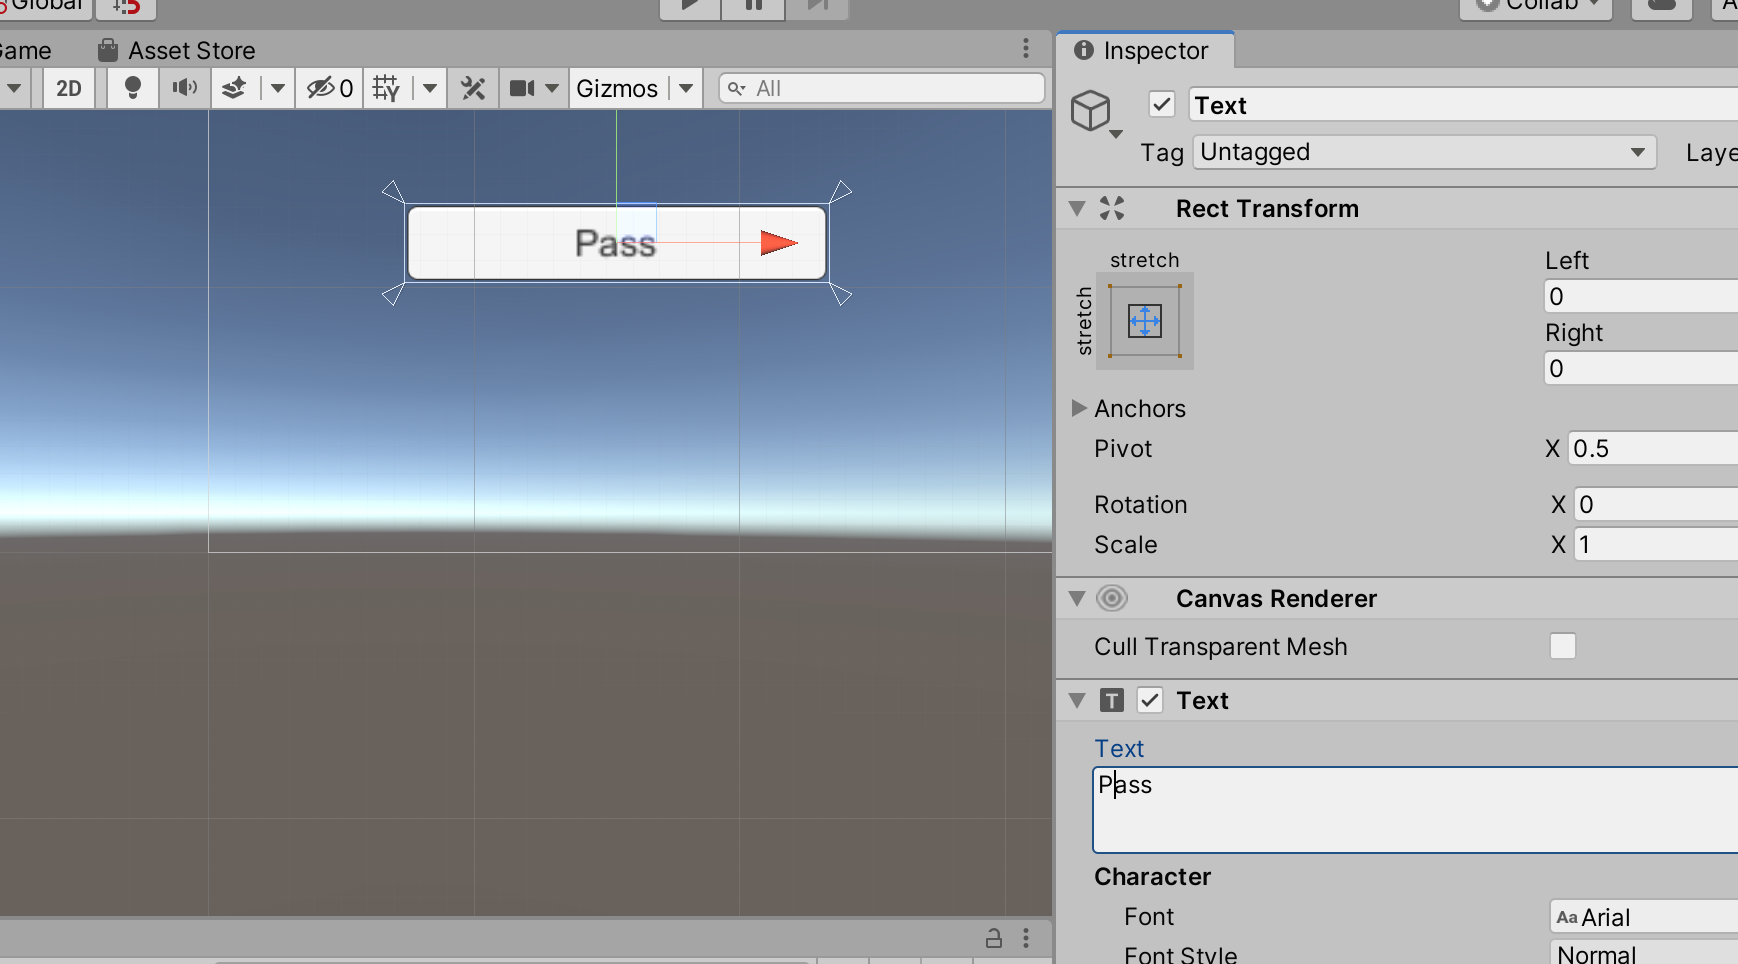 Global
Collab
Game
Asset Store
Inspector
2D
0
Gizmos
All
Text
Tag
Untagged
Laye
Rect Transform
Pass
stretch
stretch
Left
0
Right
0
Anchors
Pivot
X
0.5
Rotation
X
0
Scale
X
1
Canvas Renderer
Cull Transparent Mesh
T
Text
Text
Pass
Character
Font
Aa Arial
Font Style
Normal